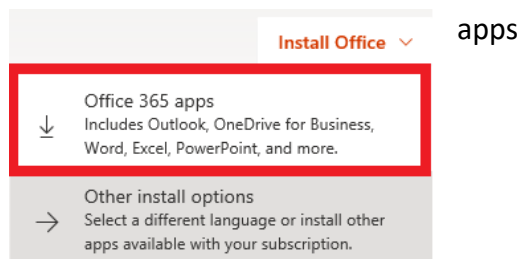 Install Office
apps
Office 365 apps
Includes Outlook, OneDrive for Business,
Word, Excel, PowerPoint, and more.
Other install options
Select a different language or install other
apps available with your subscription.